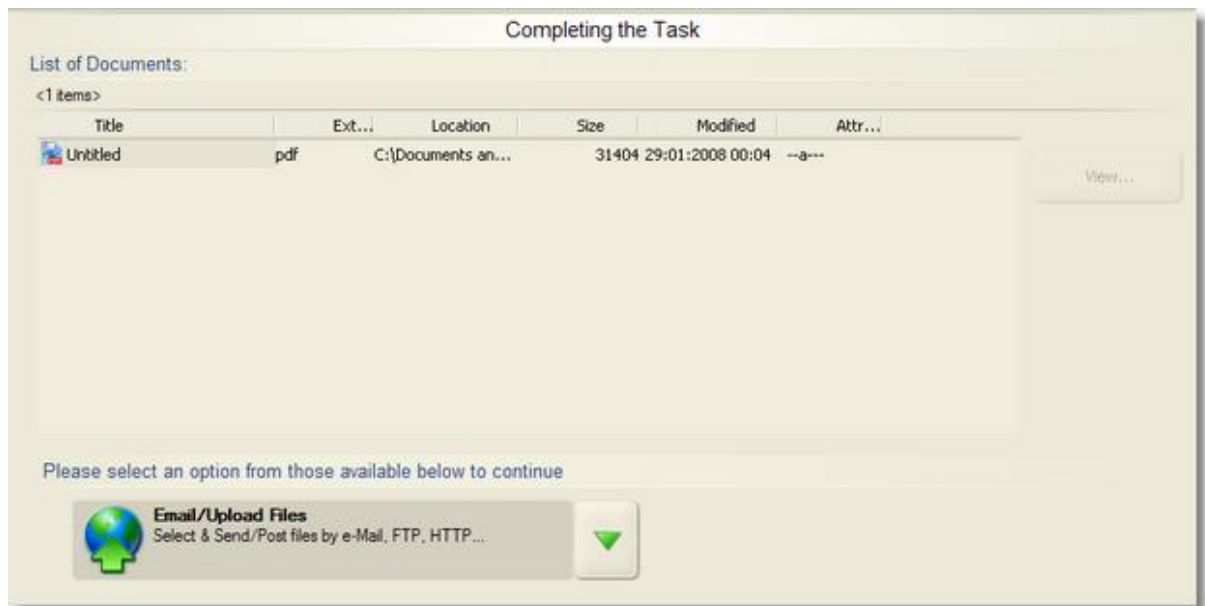 Completing the Task
List of Documents:
<1 items>
Title Ext... Location Size Modified Attr...
Untitled pdf C:\Documents an... 31404 29:01:2008 00:04 --a---
View...
Please select an option from those available below to continue
Email/Upload Files
Select & Send/Post files by e-Mail, FTP, HTTP...